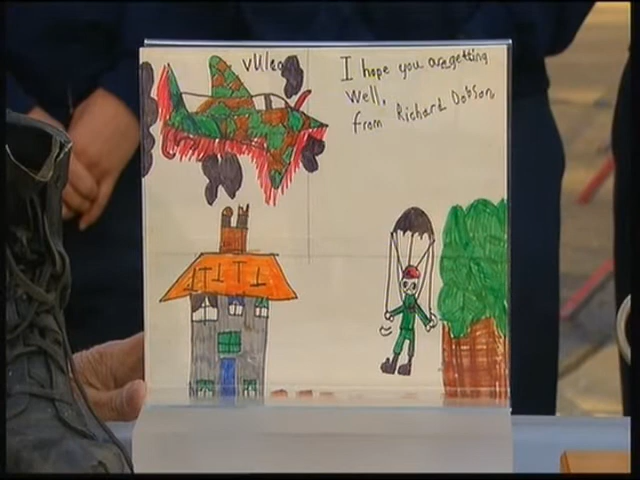 vulcan
I hope you are getting
well,
from Richard Dobson